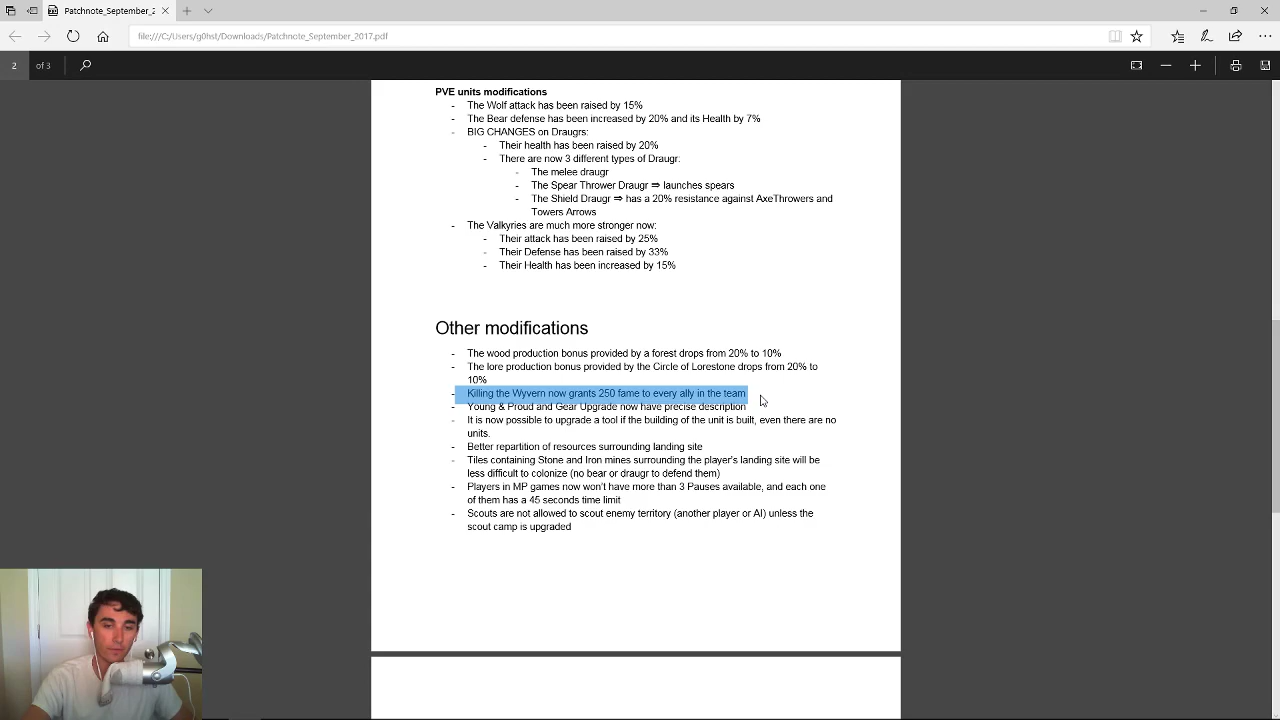 Patchnote_September_2
file:///C:/Users/g0hst/Downloads/Patchnote_September_2017.pdf
2 of 3
PVE units modifications
- The Wolf attack has been raised by 15%
- The Bear defense has been increased by 20% and its Health by 7%
- BIG CHANGES on Draugrs:
- Their health has been raised by 20%
- There are now 3 different types of Draugr:
- The melee draugr
- The Spear Thrower Draugr ⇒ launches spears
- The Shield Draugr ⇒ has a 20% resistance against AxeThrowers and
Towers Arrows
- The Valkyries are much more stronger now:
- Their attack has been raised by 25%
- Their Defense has been raised by 33%
- Their Health has been increased by 15%
Other modifications
- The wood production bonus provided by a forest drops from 20% to 10%
- The lore production bonus provided by the Circle of Lorestone drops from 20% to
10%
- Killing the Wyvern now grants 250 fame to every ally in the team
- Young & Proud and Gear Upgrade now have precise description
- It is now possible to upgrade a tool if the building of the unit is built, even there are no
units.
- Better repartition of resources surrounding landing site
- Tiles containing Stone and Iron mines surrounding the player's landing site will be
less difficult to colonize (no bear or draugr to defend them)
- Players in MP games now won't have more than 3 Pauses available, and each one
of them has a 45 seconds time limit
- Scouts are not allowed to scout enemy territory (another player or AI) unless the
scout camp is upgraded